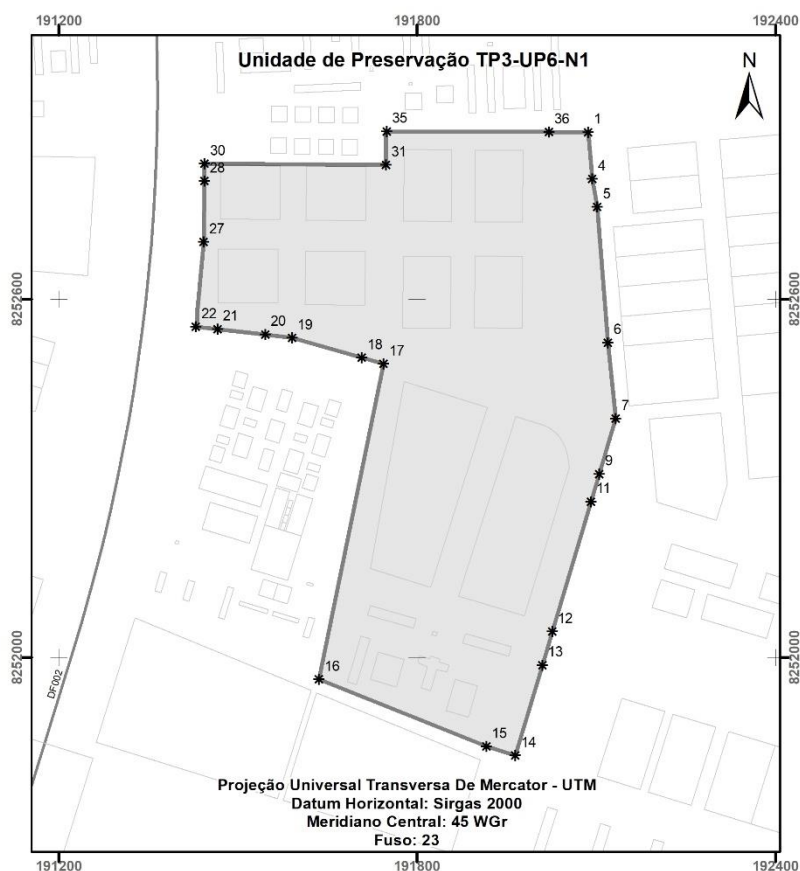 191200 191800 192400
Unidade de Preservação TP3-UP6-N1
N
35 36 1
30 31
28 4
5
27
8252600 8252600
22 21 20 19 6
18 17
7
9
11
12
8252000 13 8252000
16
DF002
15 14
Projeção Universal Transversa De Mercator - UTM
Datum Horizontal: Sirgas 2000
Meridiano Central: 45 WGr
Fuso: 23
191200 191800 192400